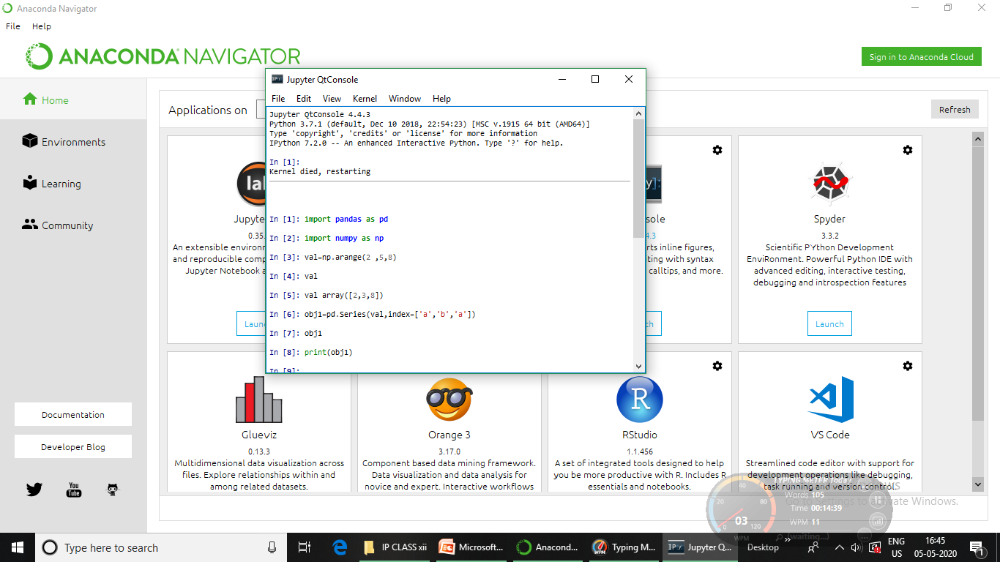 Anaconda Navigator
File Help
ANACONDA NAVIGATOR
Sign in to Anaconda Cloud
Home
Environments
Learning
Community
Documentation
Developer Blog
Applications on
Refresh
Jupyter QtConsole
File Edit View Kernel Window Help
Jupyter QtConsole 4.4.3
Python 3.7.1 (default, Dec 10 2018, 22:54:23) [MSC v.1915 64 bit (AMD64)]
Type 'copyright', 'credits' or 'license' for more information
IPython 7.2.0 -- An enhanced Interactive Python. Type '?' for help.
In [1]:
Kernel died, restarting
In [1]: import pandas as pd
In [2]: import numpy as np
In [3]: val=np.arange(2 ,5,8)
In [4]: val
In [5]: val array([2,3,8])
In [6]: obj1=pd.Series(val,index=['a','b','a'])
In [7]: obj1
In [8]: print(obj1)
In [9]:
lab
Jupyte
0.35.
An extensible environ
and reproducible comp
Jupyter Notebook a
Laun
y]:
sole
4.3
rts inline figures,
ting with syntax
calltips, and more.
ch
Spyder
3.3.2
Scientific PYthon Development
EnviRonment. Powerful Python IDE with
advanced editing, interactive testing,
debugging and introspection features
Launch
Glueviz
0.13.3
Multidimensional data visualization across
files. Explore relationships within and
among related datasets.
Orange 3
3.17.0
Component based data mining framework.
Data visualization and data analysis for
novice and expert. Interactive workflows
R
RStudio
1.1.456
A set of integrated tools designed to help
you be more productive with R. Includes R
essentials and notebooks.
VS Code
Streamlined code editor with support for
development operations like debugging,
task running and version control.
You
Tube
Go to Settings to activate Windows.
TYPING METER
Words 105
Time 00:14:39
WPM 11
0 20 40 80 120
03
WPM
(waiting...)
Type here to search
IP CLASS xii
Microsoft...
Anacond...
Typing M...
IP[y]:
Jupyter Q...
Desktop
ENG
US
16:45
05-05-2020
1